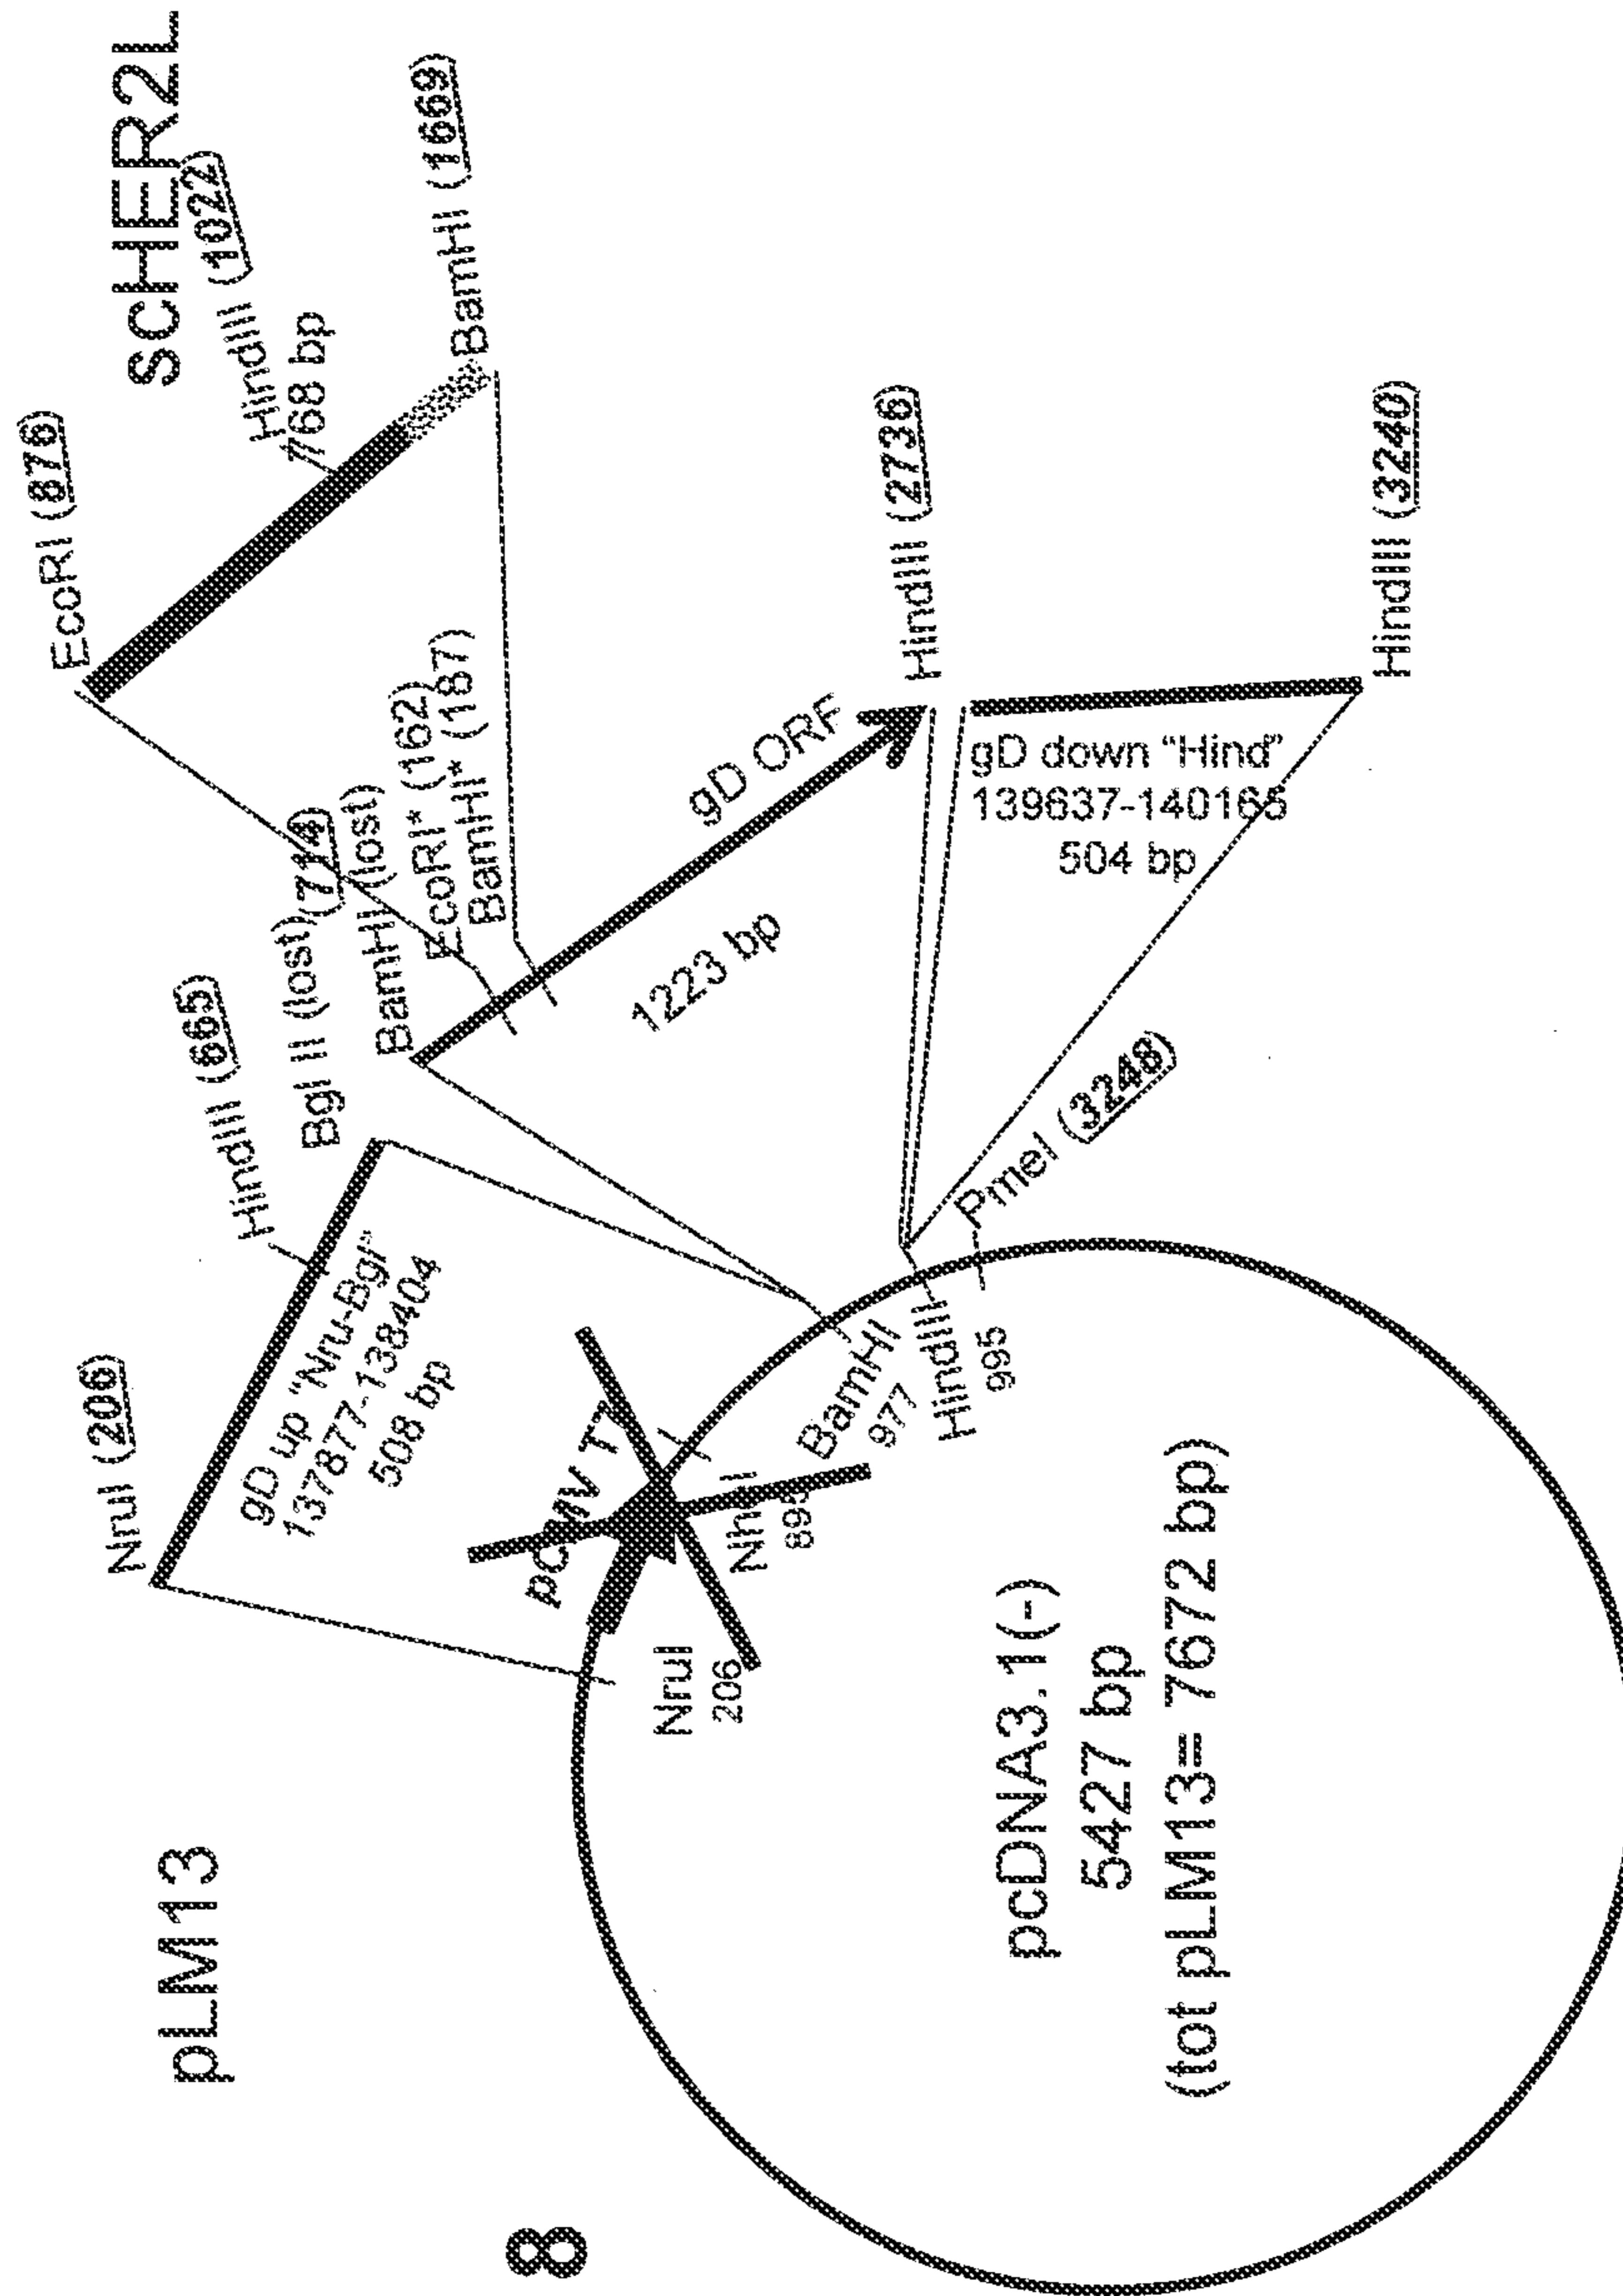 pLM13
8
scHER2L
EcoRI (876)
HindIII (1022)
768 bp
BamHI (1669)
NruI (206)
HindIII (665)
Bgl II (lost) (714)
BamHI (lost)
EcoRI* (162)
BamHI* (187)
gD up "Nru-Bgl"
137877-138404
508 bp
gD ORF
1223 bp
HindIII (2736)
gD down "Hind"
139637-140165
504 bp
HindIII (3240)
PmeI (3248)
pCMV T7
NruI
206
NheI
895
BamHI
977
HindIII
995
pcDNA3.1(-)
5427 bp
(tot pLM13= 7672 bp)